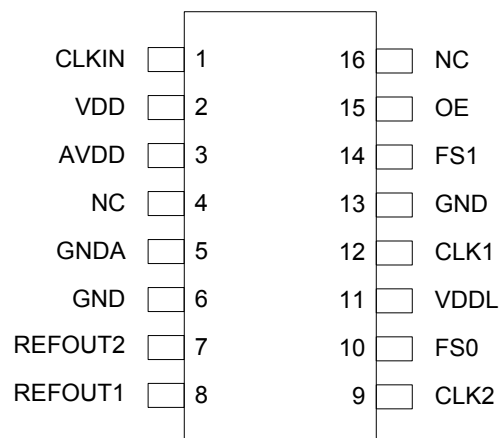 CLKIN 1 16 NC
VDD 2 15 OE
AVDD 3 14 FS1
NC 4 13 GND
GNDA 5 12 CLK1
GND 6 11 VDDL
REFOUT2 7 10 FS0
REFOUT1 8 9 CLK2